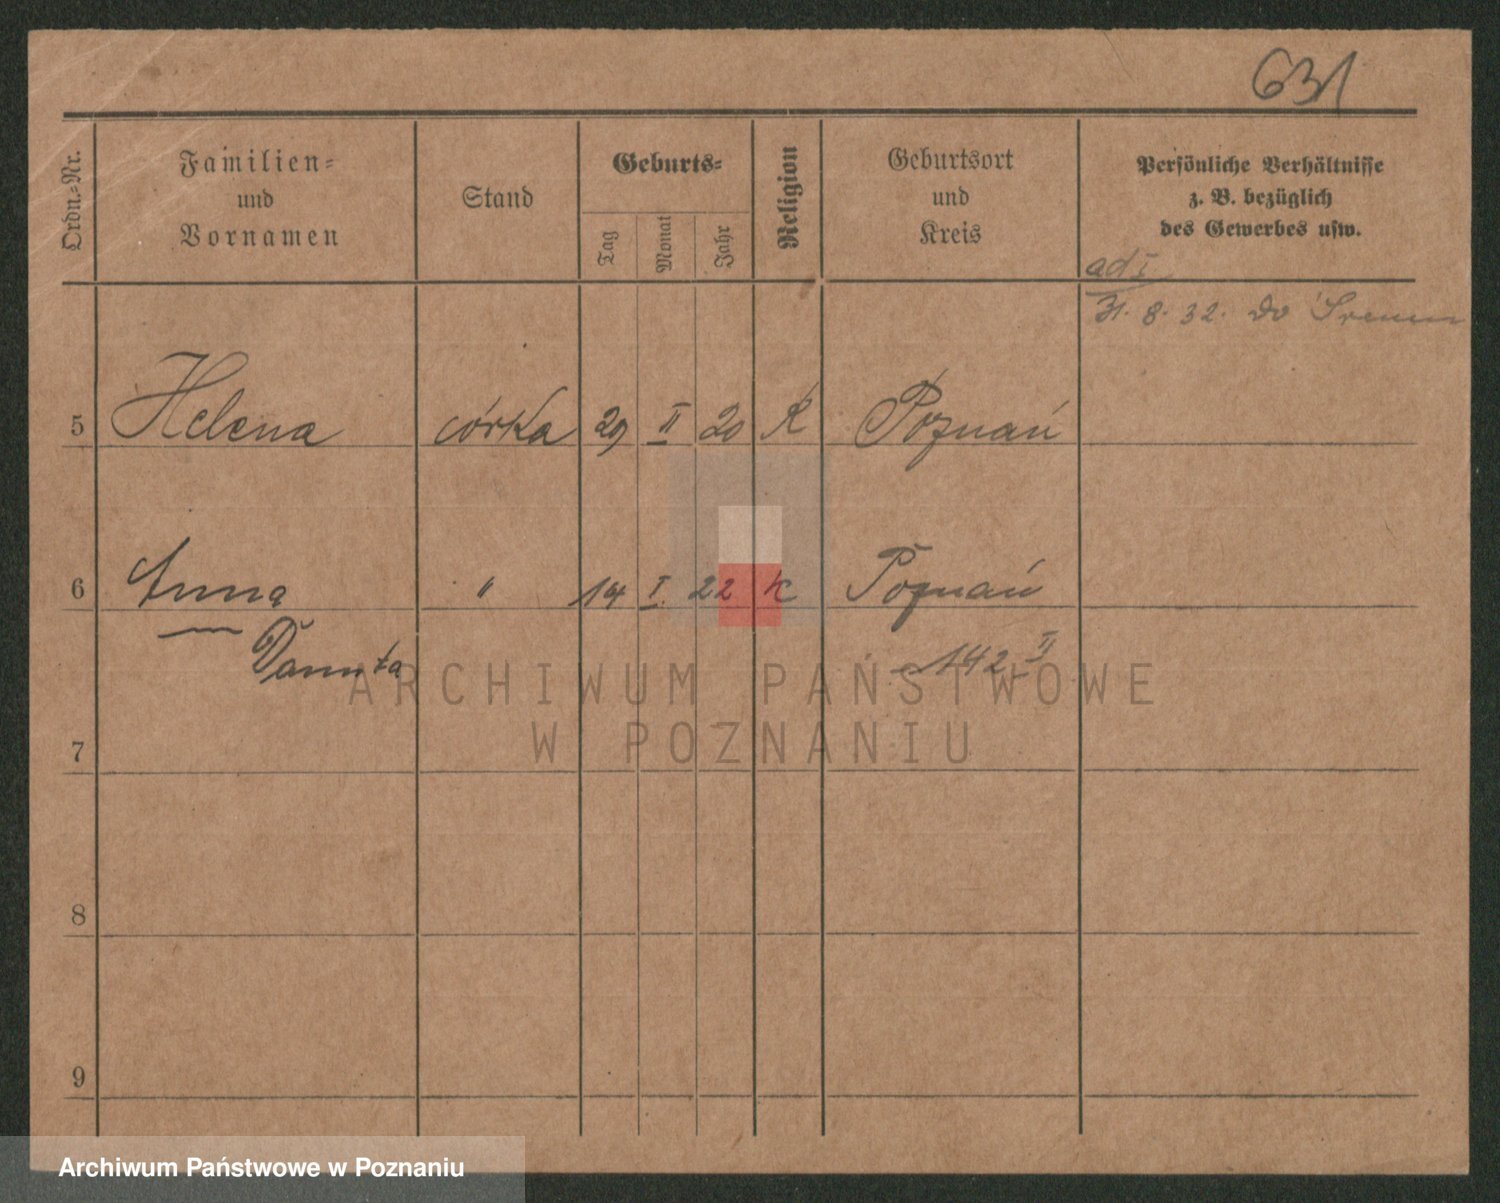 631
Ordn.=Nr.
Familien=
und
Vornamen
Stand
Geburts=
Tag
Monat
Jahr
Religion
Geburtsort
und
Kreis
Persönliche Verhältnisse
z. B. bezüglich
des Gewerbes usw.
ad I
31. 8. 32. do Śremu
5 Helena córka 29 II 20 K Poznań
6 Anna " 14 I. 22 K Poznań
Danuta 142 II
ARCHIWUM PAŃSTWOWE
W POZNANIU
7
8
9
Archiwum Państwowe w Poznaniu